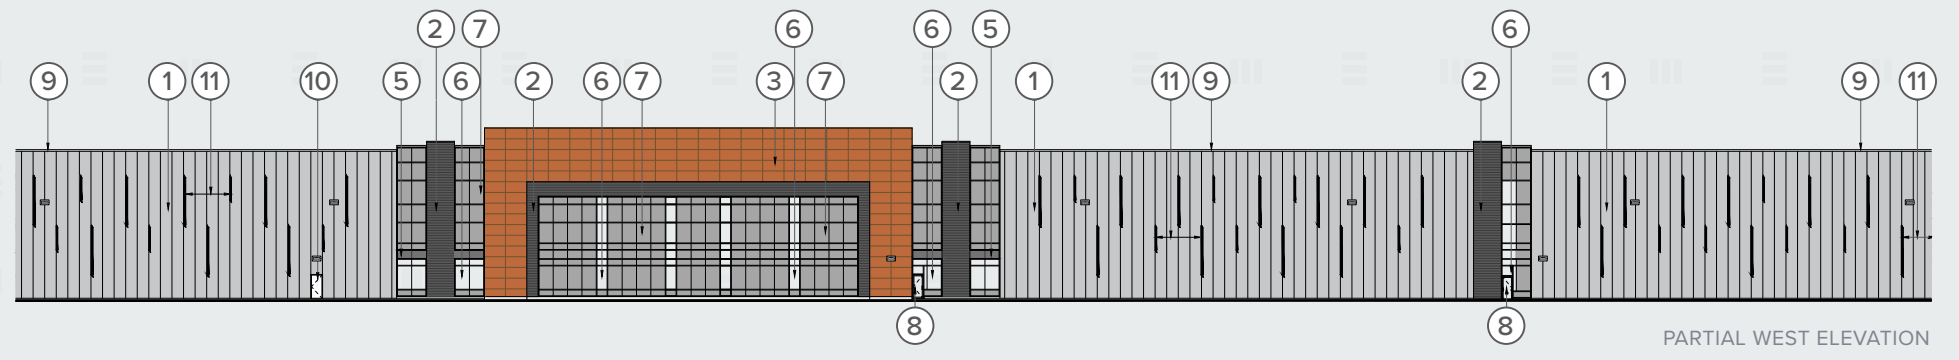 2 7 6 6 5 6
9 1 11 10 5 6 2 6 7 3 7 2 1 11 9 2 1 9 11
8 8
PARTIAL WEST ELEVATION